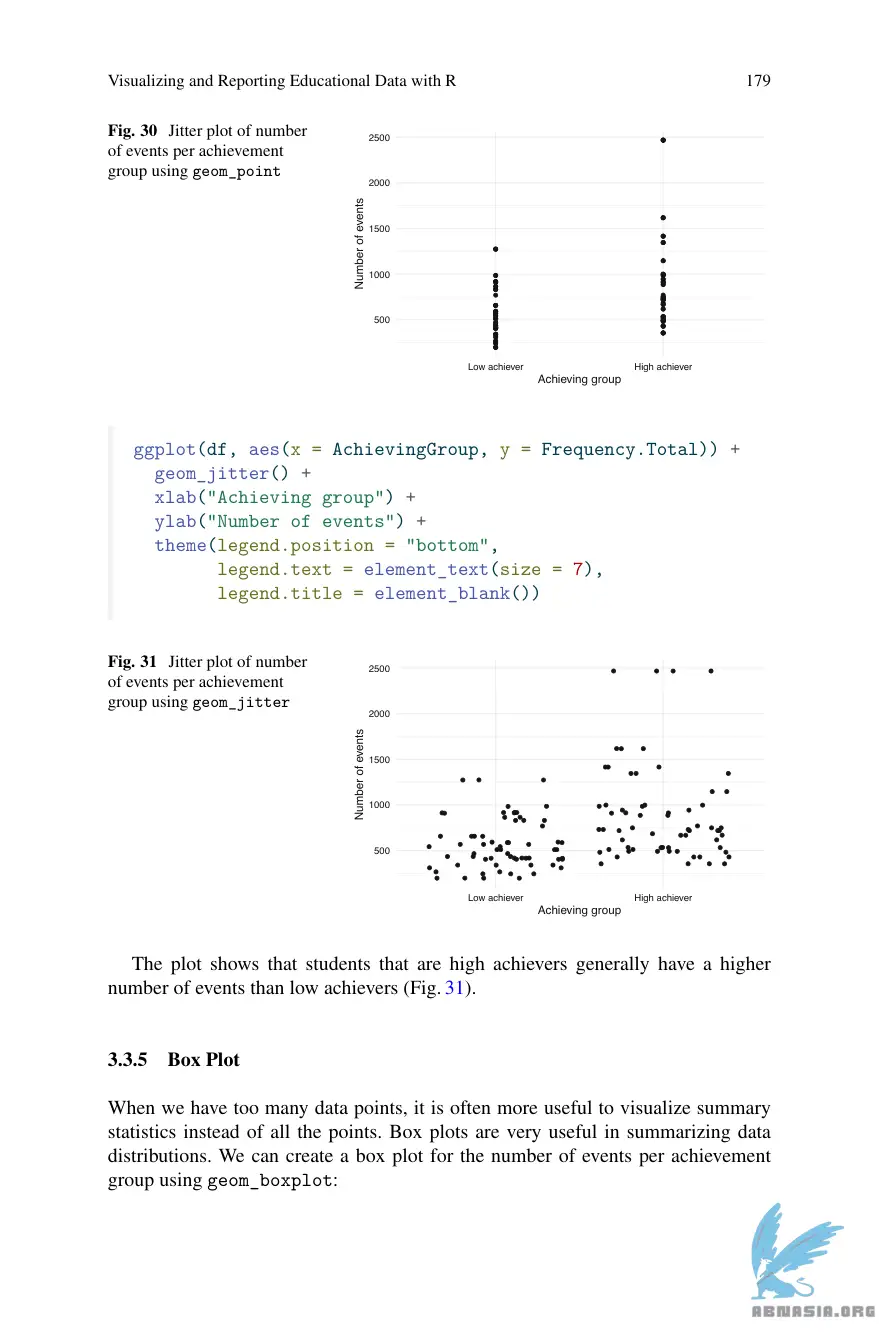 Visualizing and Reporting Educational Data with R 179
Fig. 30 Jitter plot of number
of events per achievement
group using geom_point
2500
2000
1500
1000
500
Number of events
Low achiever High achiever
Achieving group
ggplot(df, aes(x = AchievingGroup, y = Frequency.Total)) +
geom_jitter() +
xlab("Achieving group") +
ylab("Number of events") +
theme(legend.position = "bottom",
legend.text = element_text(size = 7),
legend.title = element_blank())
Fig. 31 Jitter plot of number
of events per achievement
group using geom_jitter
2500
2000
1500
1000
500
Number of events
Low achiever High achiever
Achieving group
The plot shows that students that are high achievers generally have a higher
number of events than low achievers (Fig. 31).
3.3.5 Box Plot
When we have too many data points, it is often more useful to visualize summary
statistics instead of all the points. Box plots are very useful in summarizing data
distributions. We can create a box plot for the number of events per achievement
group using geom_boxplot:
ABNASIA.ORG